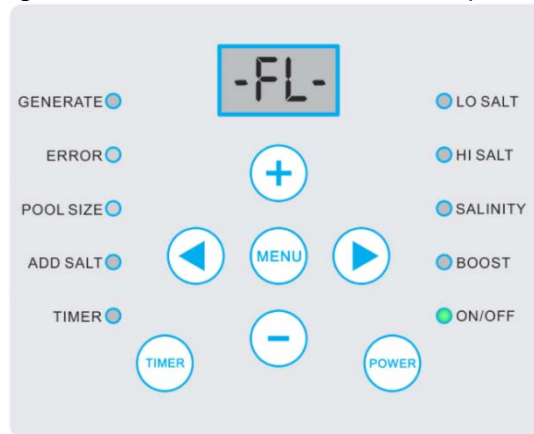 -FL-
GENERATE
LO SALT
ERROR
HI SALT
+
POOL SIZE
SALINITY
MENU
ADD SALT
BOOST
TIMER
ON/OFF
-
TIMER
POWER